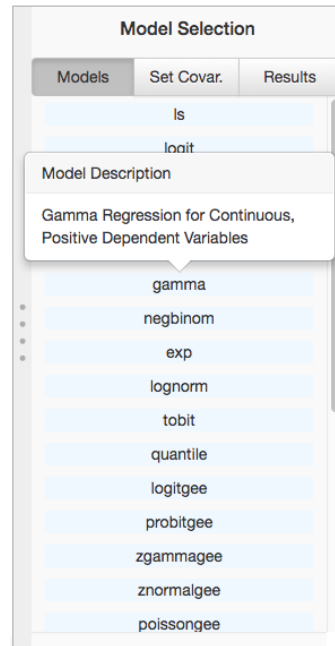 Model Selection
Models
Set Covar.
Results
ls
logit
Model Description
Gamma Regression for Continuous,
Positive Dependent Variables
gamma
negbinom
exp
lognorm
tobit
quantile
logitgee
probitgee
zgammagee
znormalgee
poissongee